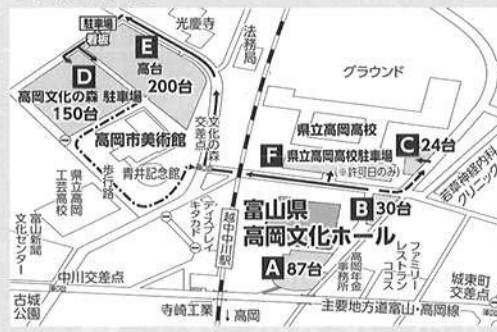 駐車場
看板
光慶寺
法務局
E
高台
200台
グラウンド
D
高岡文化の森 駐車場
150台
高岡市美術館
文化の森
交差点
県立高岡高校
C 24台
F 県立高岡高校駐車場
(※許可日のみ)
青井記念館
歩行路
県立高岡
工芸高校
富山新聞
文化センター
若草神経内科
クリニック
ディスプレイ
キタカド
越中中川駅
富山県
高岡文化ホール
B 30台
A 87台
高岡年金
事務所
ファミリー
レストラン
ココス
城東町
交差点
中川交差点
古城
公園
寺崎工業
↓高岡
主要地方道富山・高岡線